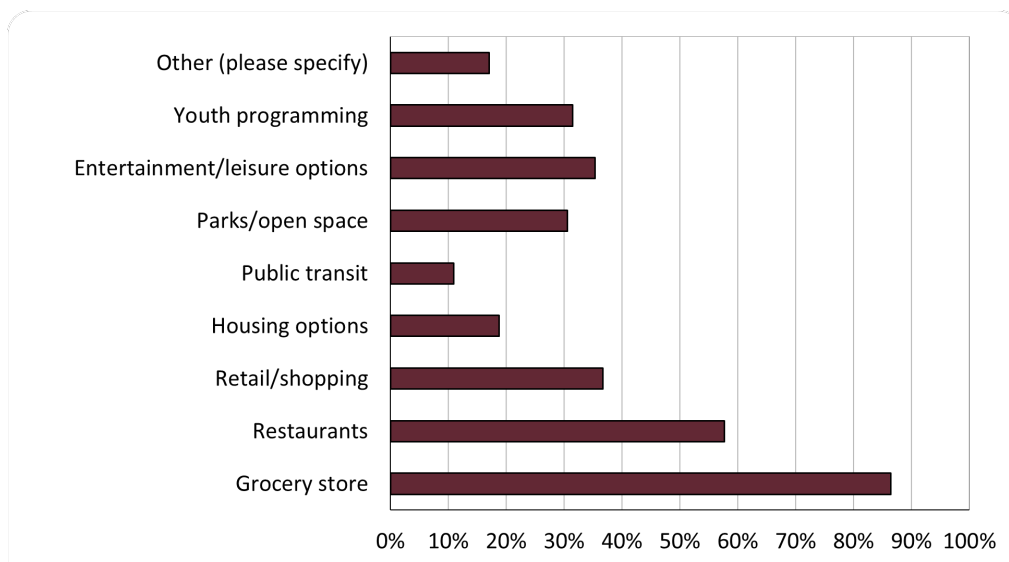 Other (please specify)
Youth programming
Entertainment/leisure options
Parks/open space
Public transit
Housing options
Retail/shopping
Restaurants
Grocery store
0% 10% 20% 30% 40% 50% 60% 70% 80% 90% 100%